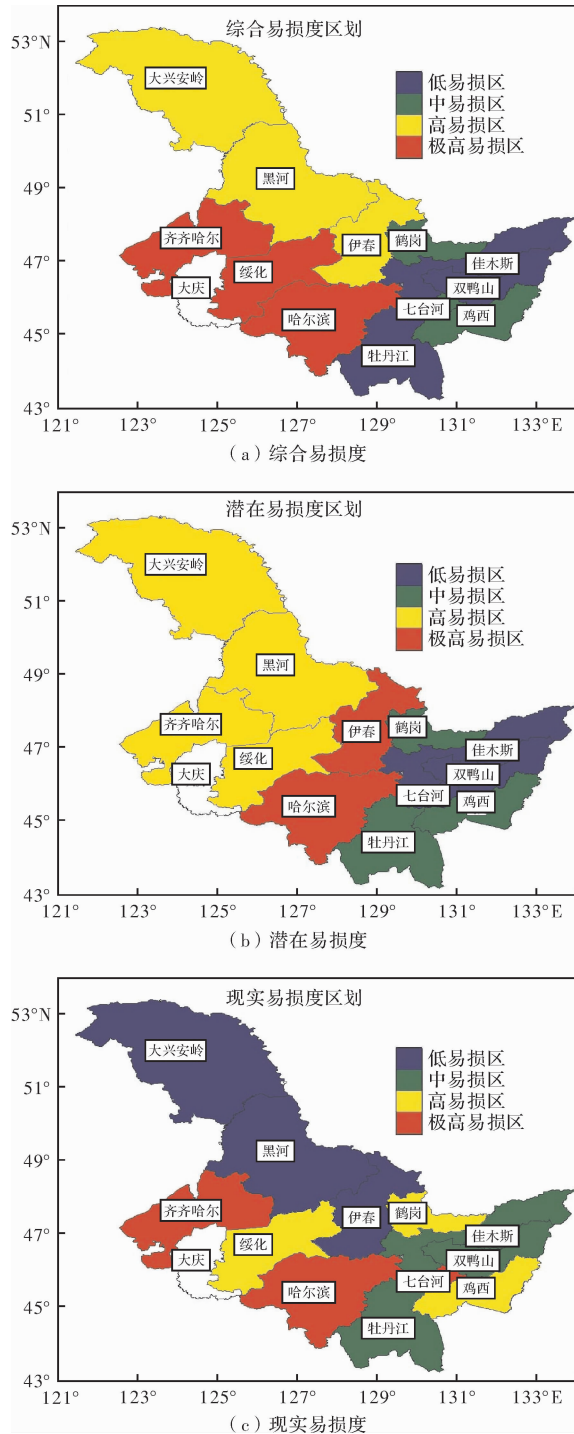 综合易损度区划
53°N
51°
49°
47°
45°
43°
大兴安岭
黑河
齐齐哈尔
大庆
绥化
伊春
鹤岗
佳木斯
双鸭山
七台河
鸡西
哈尔滨
牡丹江
低易损区
中易损区
高易损区
极高易损区
121° 123° 125° 127° 129° 131° 133°E
(a)综合易损度
潜在易损度区划
53°N
51°
49°
47°
45°
43°
大兴安岭
黑河
齐齐哈尔
大庆
绥化
伊春
鹤岗
佳木斯
双鸭山
七台河
鸡西
哈尔滨
牡丹江
低易损区
中易损区
高易损区
极高易损区
121° 123° 125° 127° 129° 131° 133°E
(b)潜在易损度
现实易损度区划
53°N
51°
49°
47°
45°
43°
大兴安岭
黑河
齐齐哈尔
大庆
绥化
伊春
鹤岗
佳木斯
双鸭山
七台河
鸡西
哈尔滨
牡丹江
低易损区
中易损区
高易损区
极高易损区
121° 123° 125° 127° 129° 131° 133°E
(c)现实易损度